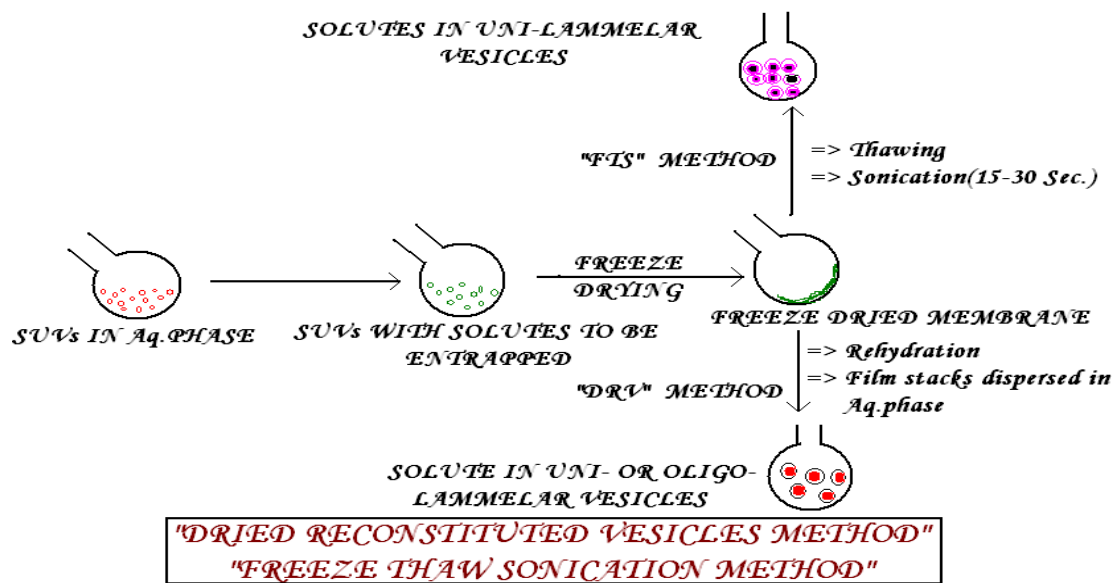 SOLUTES IN UNI-LAMMELAR
VESICLES
"FTS" METHOD
=> Thawing
=> Sonication(15-30 Sec.)
SUVs IN Aq.PHASE
SUVs WITH SOLUTES TO BE
ENTRAPPED
FREEZE
DRYING
FREEZE DRIED MEMBRANE
"DRV" METHOD
=> Rehydration
=> Film stacks dispersed in
Aq.phase
SOLUTE IN UNI- OR OLIGO-
LAMMELAR VESICLES
"DRIED RECONSTITUTED VESICLES METHOD"
"FREEZE THAW SONICATION METHOD"